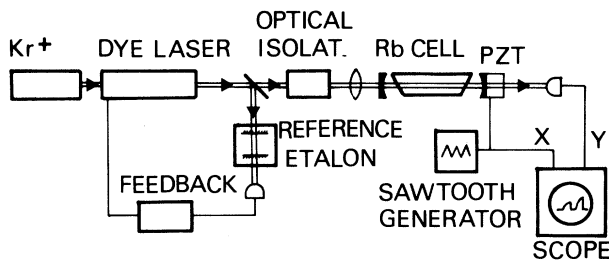 OPTICAL
Kr+ DYE LASER ISOLAT. Rb CELL PZT
REFERENCE
ETALON
X Y
FEEDBACK
SAWTOOTH
GENERATOR
SCOPE